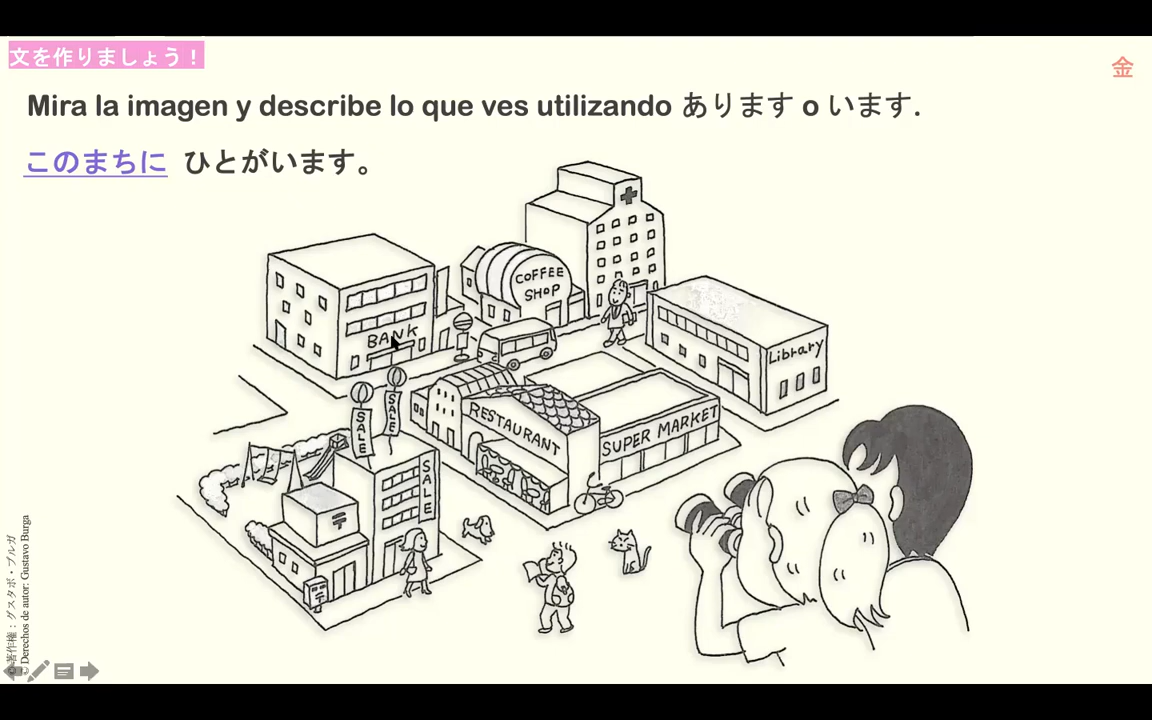 文を作りましょう！
金
Mira la imagen y describe lo que ves utilizando あります o います.
このまちに ひとがいます。
COFFEE
SHOP
BANK
Library
RESTAURANT
SUPER MARKET
SALE
SALE
SALE
〒
〒
©著作権：グスタボ・ブルガ
© Derechos de autor: Gustavo Burga